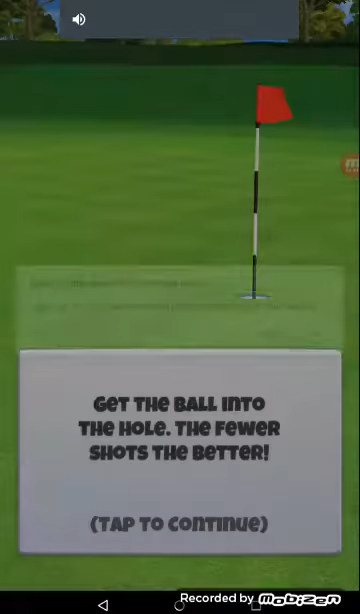 Get the ball into
the hole. The fewer
shots the better!
(Tap to continue)
Recorded by mobizen